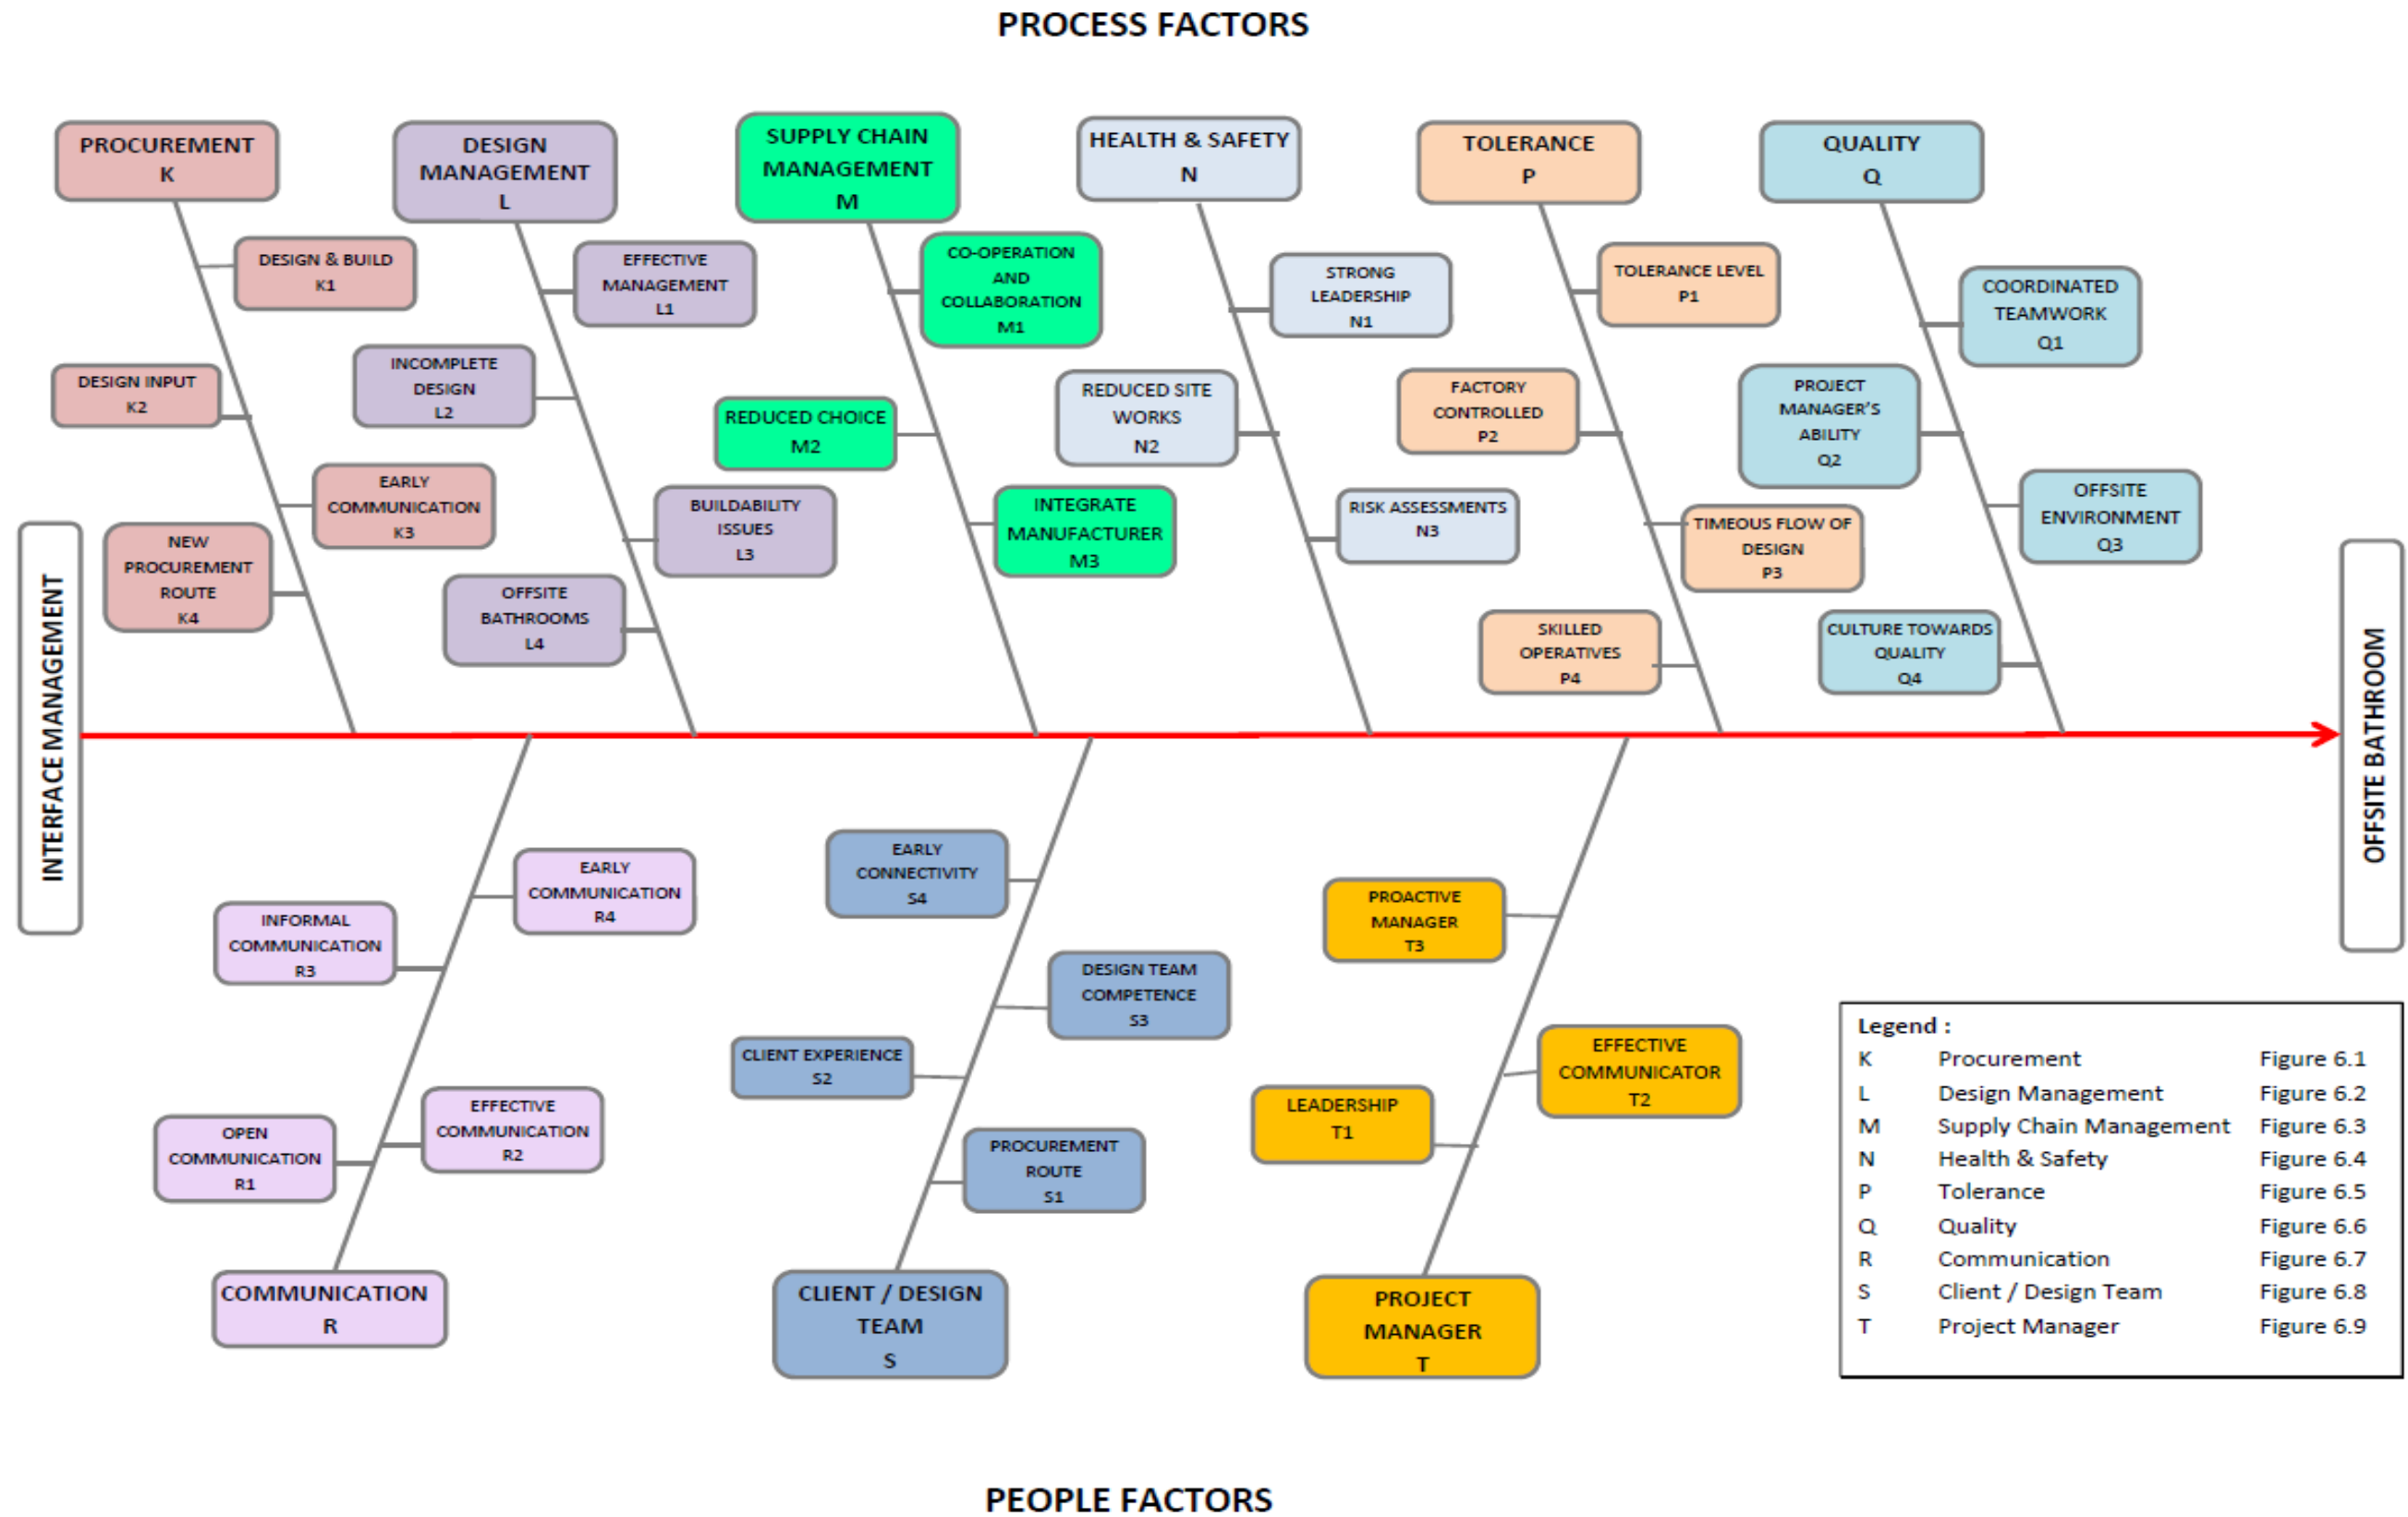 PROCESS FACTORS
PROCUREMENT
K
DESIGN & BUILD
K1
DESIGN INPUT
K2
EARLY
COMMUNICATION
K3
NEW
PROCUREMENT
ROUTE
K4
DESIGN
MANAGEMENT
L
EFFECTIVE
MANAGEMENT
L1
INCOMPLETE
DESIGN
L2
BUILDABILITY
ISSUES
L3
OFFSITE
BATHROOMS
L4
SUPPLY CHAIN
MANAGEMENT
M
CO-OPERATION
AND
COLLABORATION
M1
REDUCED CHOICE
M2
INTEGRATE
MANUFACTURER
M3
HEALTH & SAFETY
N
STRONG
LEADERSHIP
N1
REDUCED SITE
WORKS
N2
RISK ASSESSMENTS
N3
TOLERANCE
P
TOLERANCE LEVEL
P1
FACTORY
CONTROLLED
P2
TIMEOUS FLOW OF
DESIGN
P3
SKILLED
OPERATIVES
P4
QUALITY
Q
COORDINATED
TEAMWORK
Q1
PROJECT
MANAGER'S
ABILITY
Q2
OFFSITE
ENVIRONMENT
Q3
CULTURE TOWARDS
QUALITY
Q4
INTERFACE MANAGEMENT
OFFSITE BATHROOM
EARLY
COMMUNICATION
R4
INFORMAL
COMMUNICATION
R3
EFFECTIVE
COMMUNICATION
R2
OPEN
COMMUNICATION
R1
COMMUNICATION
R
EARLY
CONNECTIVITY
S4
DESIGN TEAM
COMPETENCE
S3
CLIENT EXPERIENCE
S2
PROCUREMENT
ROUTE
S1
CLIENT / DESIGN
TEAM
S
PROACTIVE
MANAGER
T3
EFFECTIVE
COMMUNICATOR
T2
LEADERSHIP
T1
PROJECT
MANAGER
T
Legend :
K Procurement Figure 6.1
L Design Management Figure 6.2
M Supply Chain Management Figure 6.3
N Health & Safety Figure 6.4
P Tolerance Figure 6.5
Q Quality Figure 6.6
R Communication Figure 6.7
S Client / Design Team Figure 6.8
T Project Manager Figure 6.9
PEOPLE FACTORS